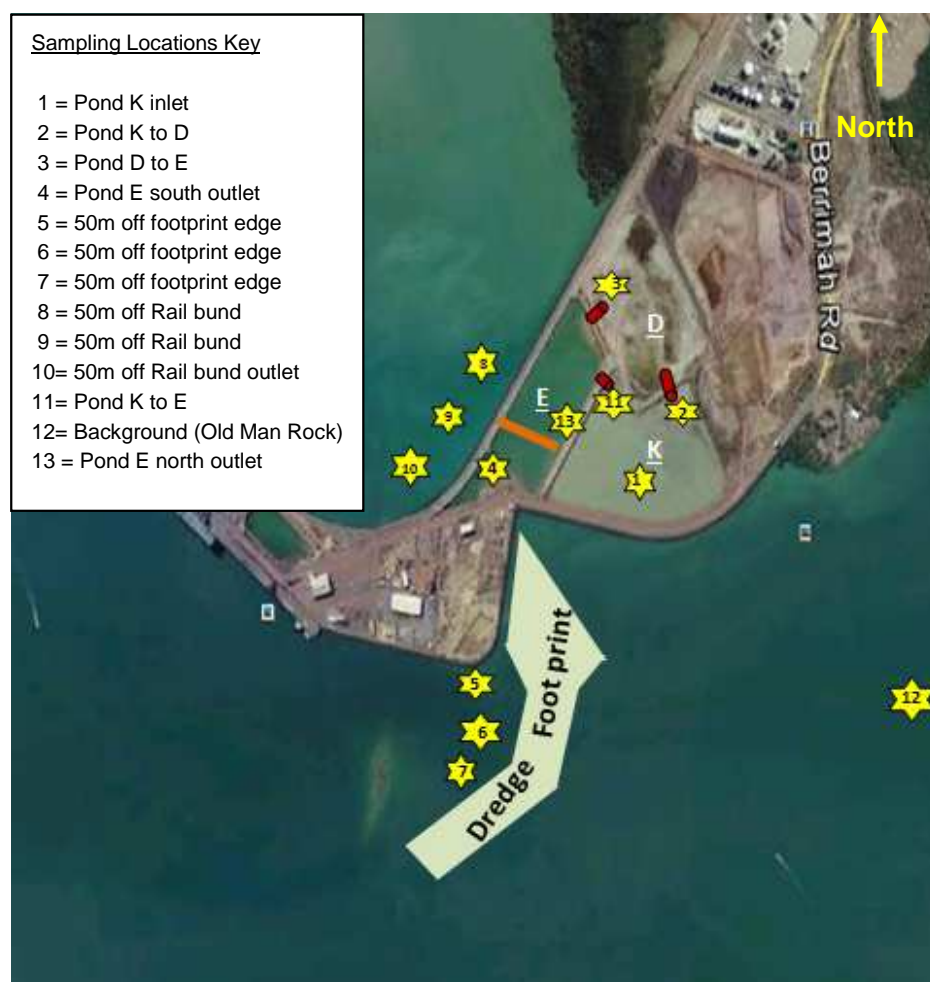 Sampling Locations Key
1 = Pond K inlet
2 = Pond K to D
3 = Pond D to E
4 = Pond E south outlet
5 = 50m off footprint edge
6 = 50m off footprint edge
7 = 50m off footprint edge
8 = 50m off Rail bund
9 = 50m off Rail bund
10= 50m off Rail bund outlet
11= Pond K to E
12= Background (Old Man Rock)
13 = Pond E north outlet
North
Berrimah Rd
3
D
8
E
11
2
9
13
K
10
4
1
Foot print
Dredge
5
6
7
12